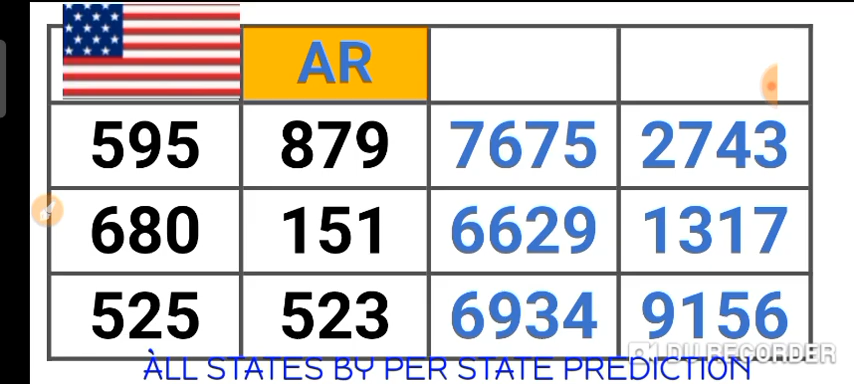 AR
595 879 7675 2743
680 151 6629 1317
525 523 6934 9156
DU RECORDER
ÀLL STATES BY PER STATE PREDICTION